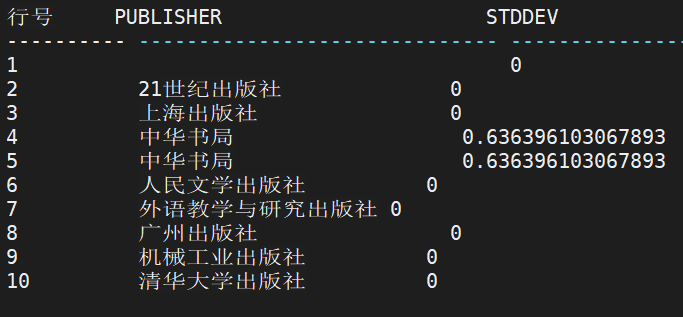 行号 PUBLISHER STDDEV
---------- ------------------------------ ---------------
1 0
2 21世纪出版社 0
3 上海出版社 0
4 中华书局 0.636396103067893
5 中华书局 0.636396103067893
6 人民文学出版社 0
7 外语教学与研究出版社 0
8 广州出版社 0
9 机械工业出版社 0
10 清华大学出版社 0